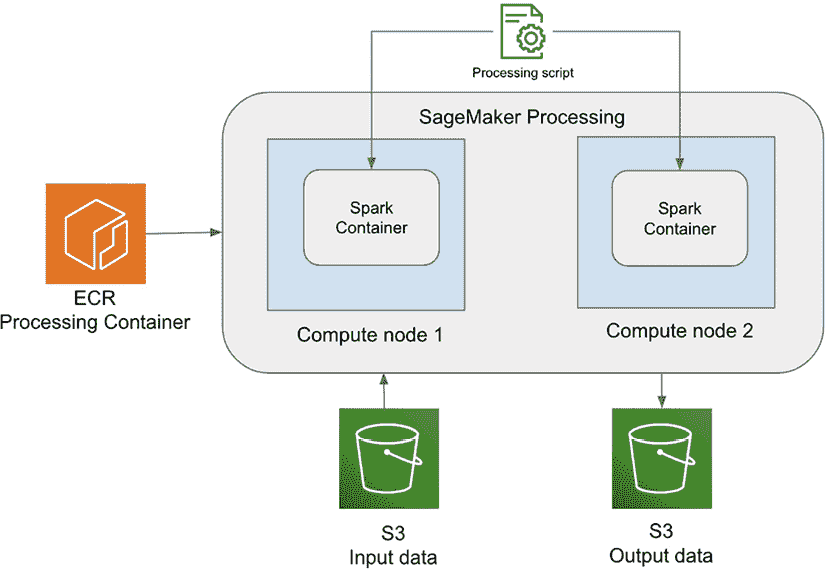 Processing script
SageMaker Processing
Spark
Container
Spark
Container
ECR
Processing Container
Compute node 1
Compute node 2
S3
Input data
S3
Output data